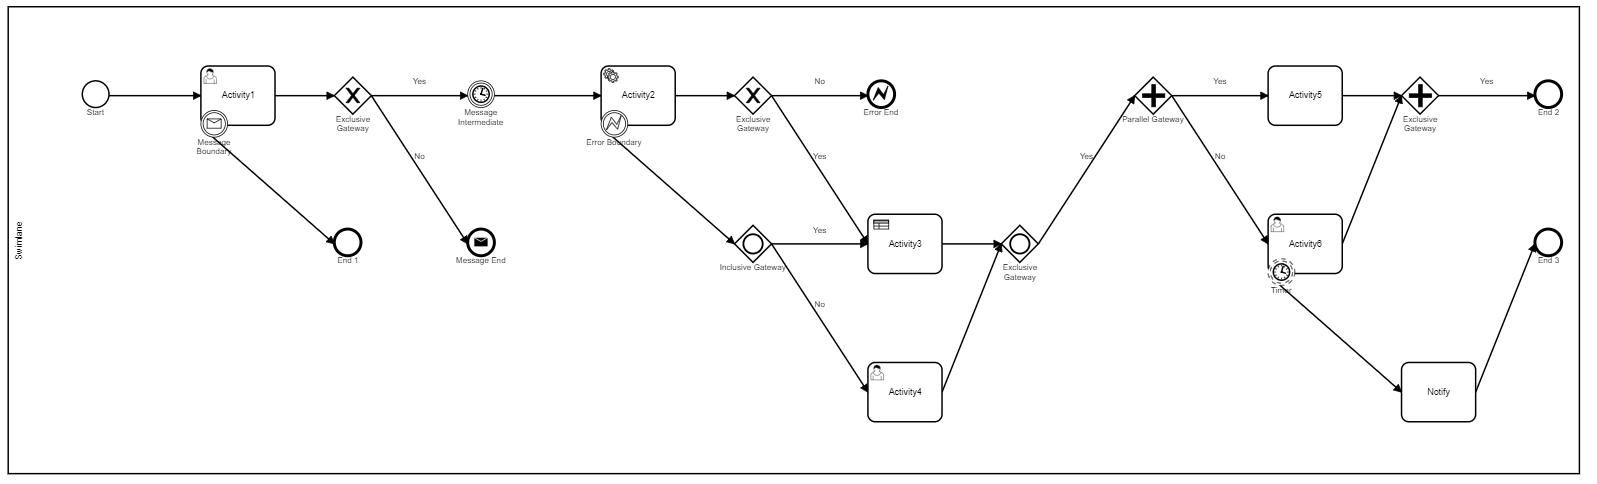 Swimlane
Start
Activity1
Message
Boundary
Exclusive
Gateway
Yes
No
End 1
Message
Intermediate
Message End
Activity2
Error Boundary
Exclusive
Gateway
No
Yes
Error End
Inclusive Gateway
Yes
No
Activity3
Activity4
Exclusive
Gateway
Yes
Parallel Gateway
Yes
No
Activity5
Activity6
Timer
Exclusive
Gateway
Yes
End 2
Notify
End 3